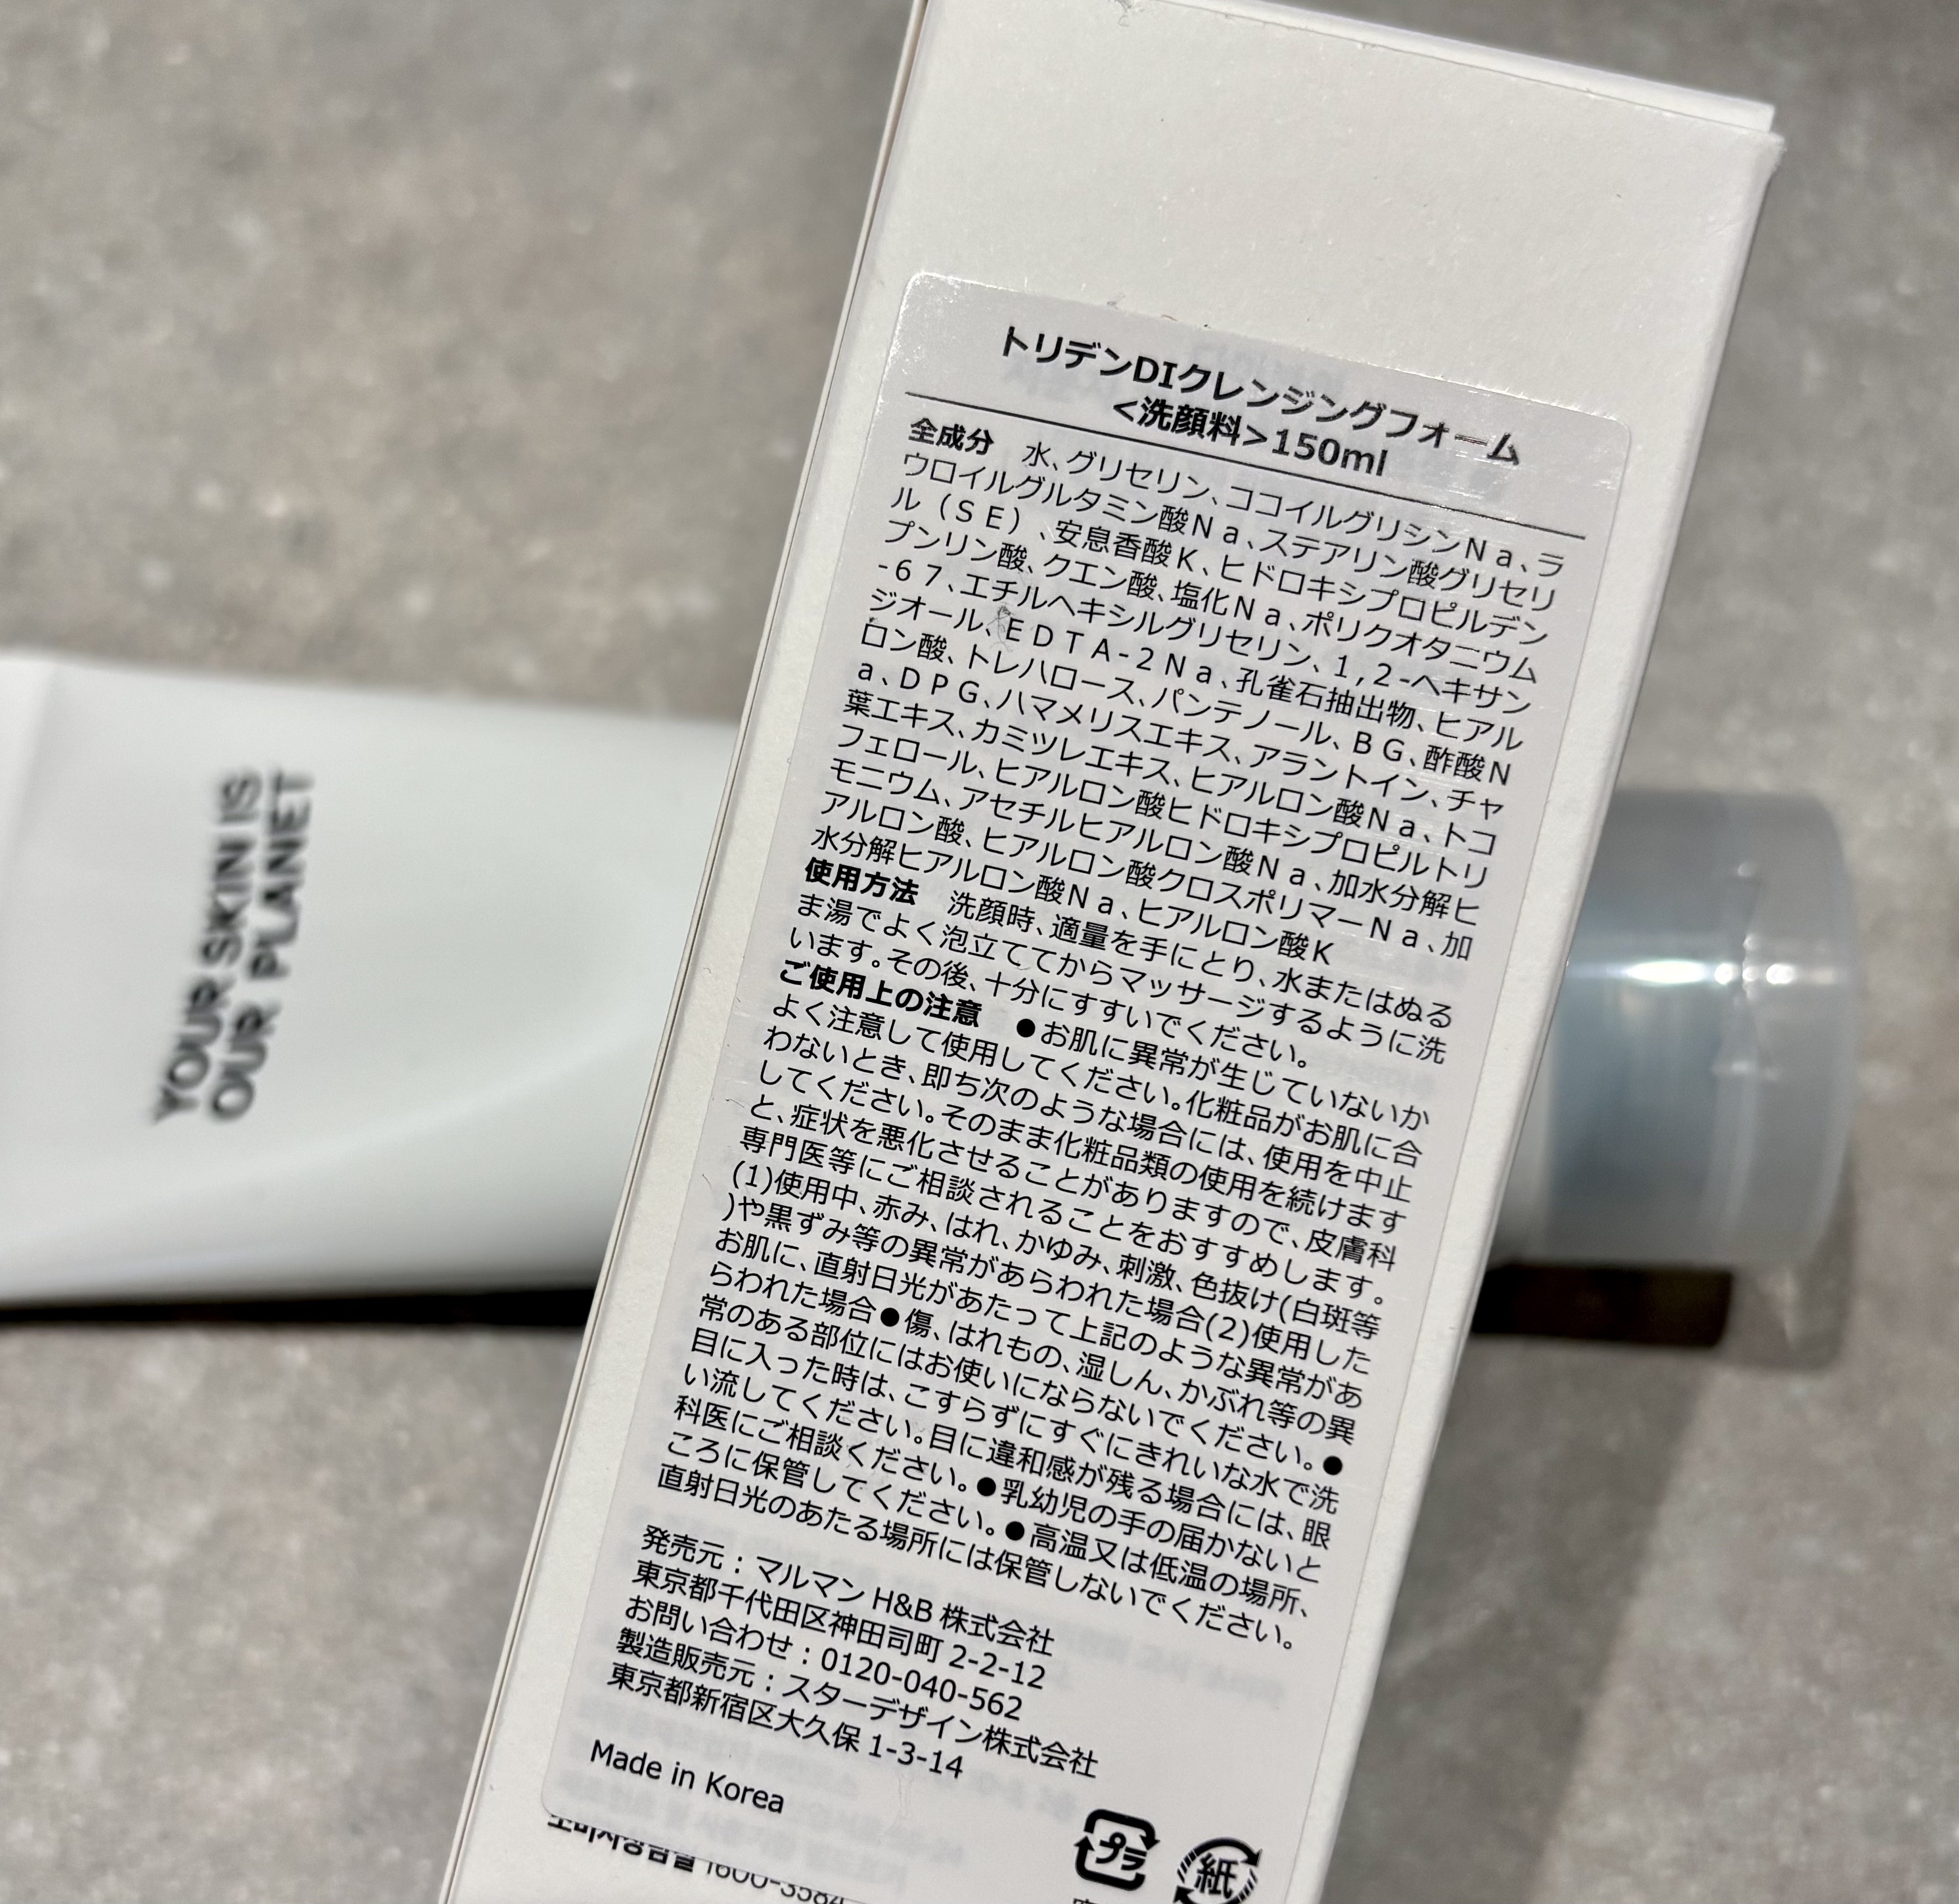 YOUR SKIN IS
OUR PLANET
トリデンDIクレンジングフォーム
<洗顔料>150ml
全成分 水、グリセリン、ココイルグリシンNa、ラ
ウロイルグルタミン酸Na、ステアリン酸グリセリ
ル(SE)、安息香酸K、ヒドロキシプロピルデン
プンリン酸、クエン酸、塩化Na、ポリクオタニウム
-67、エチルヘキシルグリセリン、1,2-ヘキサン
ジオール、EDTA-2Na、孔雀石抽出物、ヒアル
ロン酸、トレハロース、パンテノール、BG、酢酸N
a、DPG、ハマメリスエキス、アラントイン、チャ
葉エキス、カミツレエキス、ヒアルロン酸Na、トコ
フェロール、ヒアルロン酸ヒドロキシプロピルトリ
モニウム、アセチルヒアルロン酸Na、加水分解ヒ
アルロン酸、ヒアルロン酸クロスポリマーNa、加
水分解ヒアルロン酸Na、ヒアルロン酸K
使用方法 洗顔時、適量を手にとり、水またはぬる
ま湯でよく泡立ててからマッサージするように洗
います。その後、十分にすすいでください。
ご使用上の注意 ●お肌に異常が生じていないか
よく注意して使用してください。化粧品がお肌に合
わないとき、即ち次のような場合には、使用を中止
してください。そのまま化粧品類の使用を続けます
と、症状を悪化させることがありますので、皮膚科
専門医等にご相談されることをおすすめします。
(1)使用中、赤み、はれ、かゆみ、刺激、色抜け(白斑等
)や黒ずみ等の異常があらわれた場合(2)使用した
お肌に、直射日光があたって上記のような異常があ
らわれた場合●傷、はれもの、湿しん、かぶれ等の異
常のある部位にはお使いにならないでください。●
目に入った時は、こすらずにすぐにきれいな水で洗
い流してください。目に違和感が残る場合には、眼
科医にご相談ください。●乳幼児の手の届かないと
ころに保管してください。●高温又は低温の場所、
直射日光のあたる場所には保管しないでください。
発売元:マルマン H&B 株式会社
東京都千代田区神田司町 2-2-12
お問い合わせ:0120-040-562
製造販売元:スターデザイン株式会社
東京都新宿区大久保 1-3-14
Made in Korea
プラ
紙
1600-3584